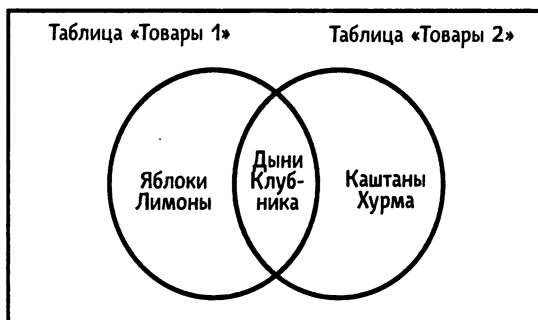 Таблица «Товары 1»
Таблица «Товары 2»
Яблоки
Лимоны
Дыни
Клуб-
ника
Каштаны
Хурма